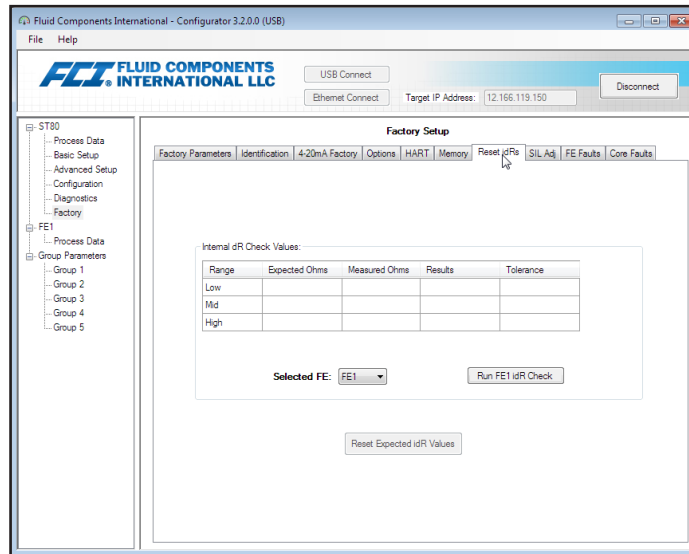 Fluid Components International - Configurator 3.2.0.0 (USB)
File Help
FCI FLUID COMPONENTS
® INTERNATIONAL LLC
USB Connect
Ethernet Connect
Target IP Address: 12.166.119.150
Disconnect
ST80
Process Data
Basic Setup
Advanced Setup
Configuration
Diagnostics
Factory
FE1
Process Data
Group Parameters
Group 1
Group 2
Group 3
Group 4
Group 5
Factory Setup
Factory Parameters Identification 4-20mA Factory Options HART Memory Reset idRs SIL Adj FE Faults Core Faults
Internal dR Check Values:
Range Expected Ohms Measured Ohms Results Tolerance
Low
Mid
High
Selected FE: FE1
Run FE1 idR Check
Reset Expected idR Values